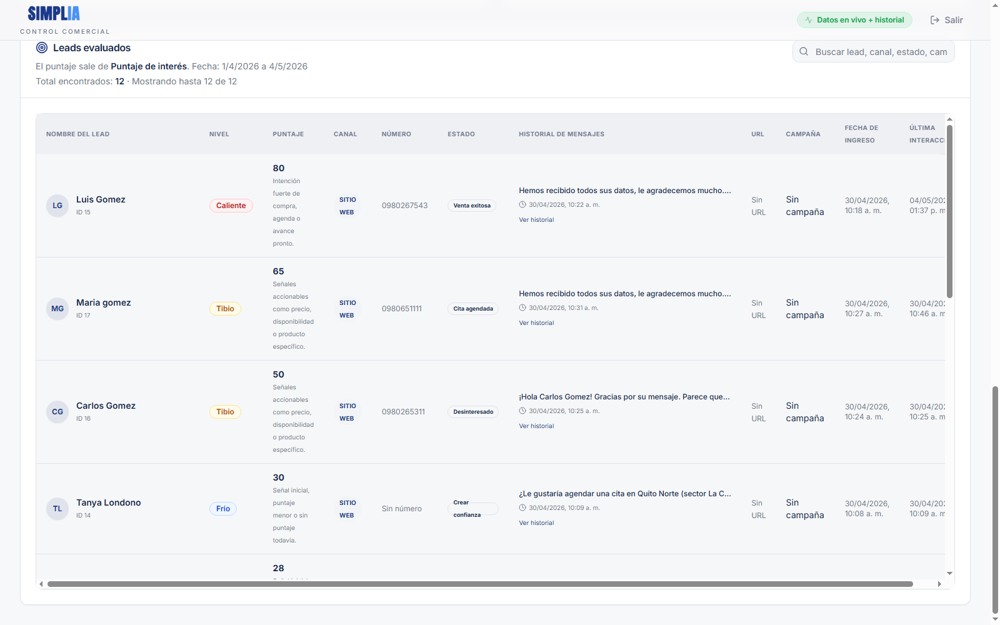 SIMPLIA
CONTROL COMERCIAL
Datos en vivo + historial
Salir
Leads evaluados
El puntaje sale de Puntaje de interés. Fecha: 1/4/2026 a 4/5/2026
Total encontrados: 12 · Mostrando hasta 12 de 12
Buscar lead, canal, estado, cam
NOMBRE DEL LEAD
NIVEL
PUNTAJE
CANAL
NÚMERO
ESTADO
HISTORIAL DE MENSAJES
URL
CAMPAÑA
FECHA DE
INGRESO
ÚLTIMA
INTERACC
LG
Luis Gomez
ID 15
Caliente
80
Intención
fuerte de
compra,
agenda o
avance
pronto.
SITIO
WEB
0980267543
Venta exitosa
Hemos recibido todos sus datos, le agradecemos mucho....
30/04/2026, 10:22 a. m.
Ver historial
Sin
URL
Sin
campaña
30/04/2026,
10:18 a. m.
04/05/202
01:37 p. m
MG
Maria gomez
ID 17
Tibio
65
Señales
accionables
como precio,
disponibilidad
o producto
específico.
SITIO
WEB
0980651111
Cita agendada
Hemos recibido todos sus datos, le agradecemos mucho....
30/04/2026, 10:31 a. m.
Ver historial
Sin
URL
Sin
campaña
30/04/2026,
10:27 a. m.
30/04/202
10:46 a. m
CG
Carlos Gomez
ID 16
Tibio
50
Señales
accionables
como precio,
disponibilidad
o producto
específico.
SITIO
WEB
0980265311
Desinteresado
¡Hola Carlos Gomez! Gracias por su mensaje. Parece que...
30/04/2026, 10:25 a. m.
Ver historial
Sin
URL
Sin
campaña
30/04/2026,
10:24 a. m.
30/04/202
10:25 a. m
TL
Tanya Londono
ID 14
Frío
30
Señal inicial,
puntaje
menor o sin
puntaje
todavía.
SITIO
WEB
Sin número
Crear
confianza
¿Le gustaría agendar una cita en Quito Norte (sector La C...
30/04/2026, 10:09 a. m.
Ver historial
Sin
URL
Sin
campaña
30/04/2026,
10:08 a. m.
30/04/202
10:09 a. m
28